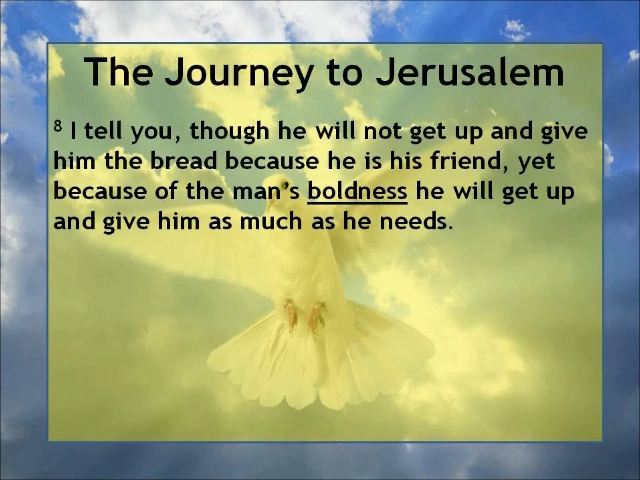 The Journey to Jerusalem
⁸ I tell you, though he will not get up and give
him the bread because he is his friend, yet
because of the man’s boldness he will get up
and give him as much as he needs.